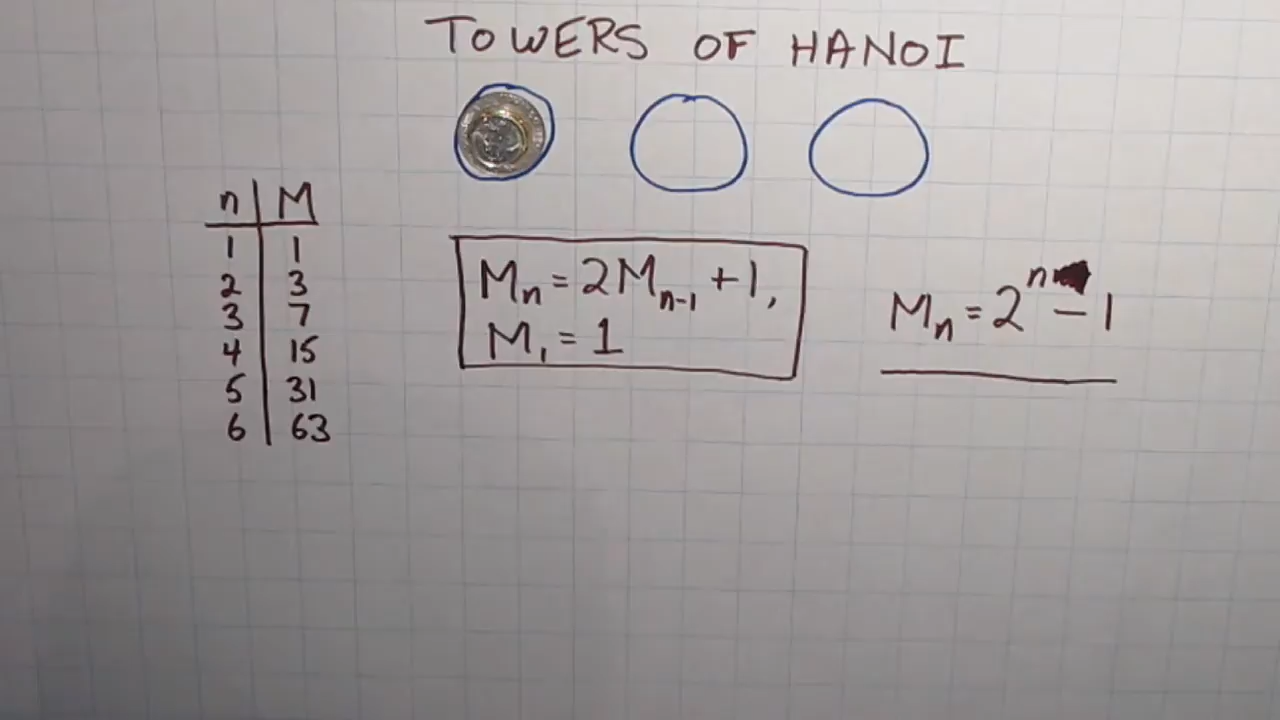 TOWERS OF HANOI
n M
1 1
2 3
3 7
4 15
5 31
6 63
Mn = 2Mn-1 + 1,
M1 = 1
Mn = 2^n - 1